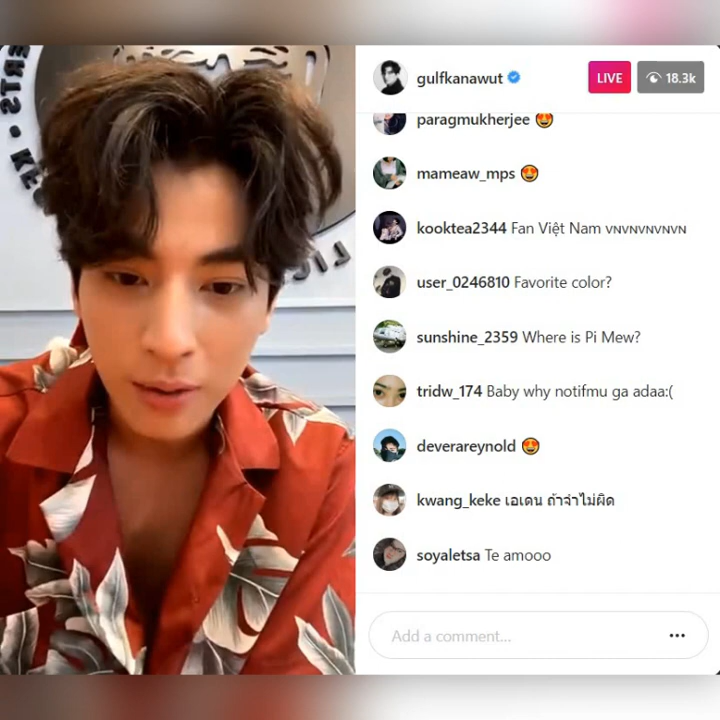 gulfkanawut LIVE 18.3k
paragmukherjee 😍
mameaw_mps 😍
kooktea2344 Fan Việt Nam VNVNVNVNVN
user_0246810 Favorite color?
sunshine_2359 Where is Pi Mew?
tridw_174 Baby why notifmu ga adaa:(
deverareynold 😍
kwang_keke เอเดน ถ้าจำไม่ผิด
soyaletsa Te amooo
Add a comment...